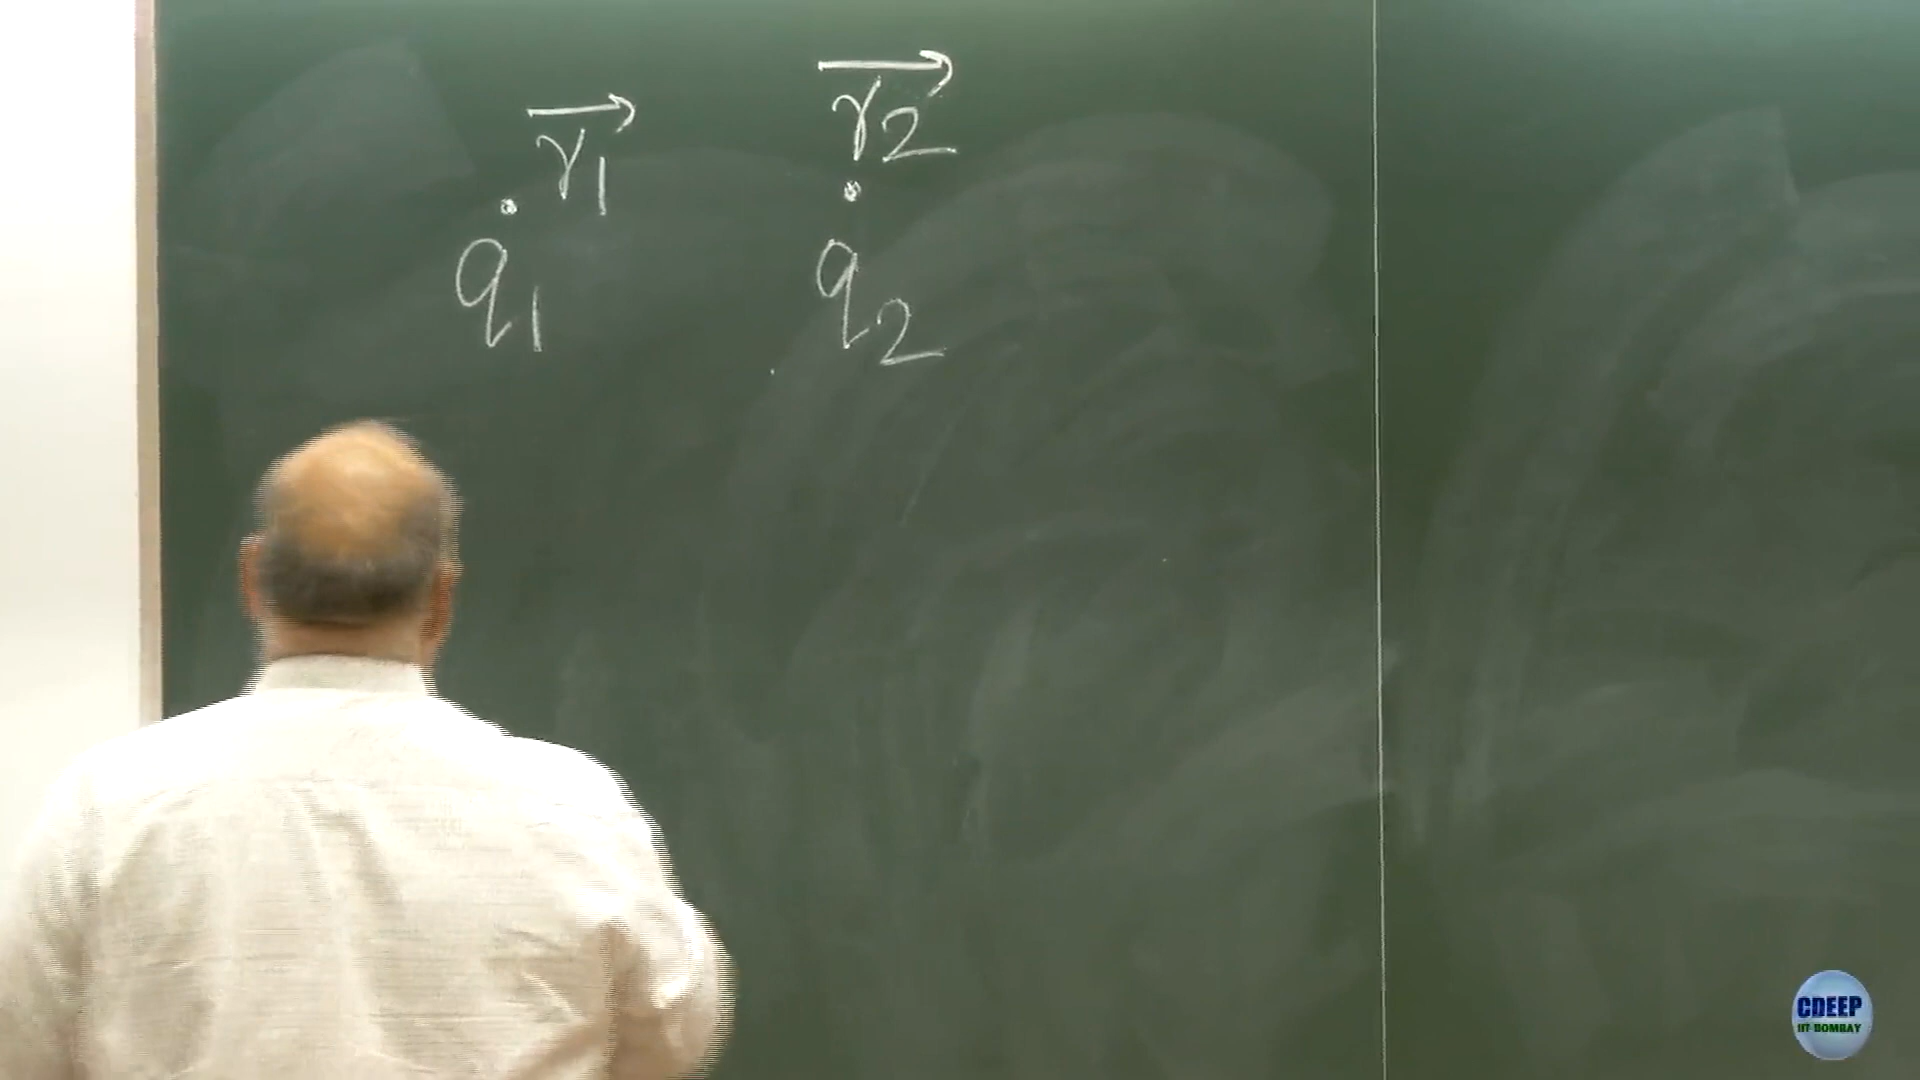 r⃗₁ r⃗₂
q₁ q₂
CDEEP
IIT BOMBAY